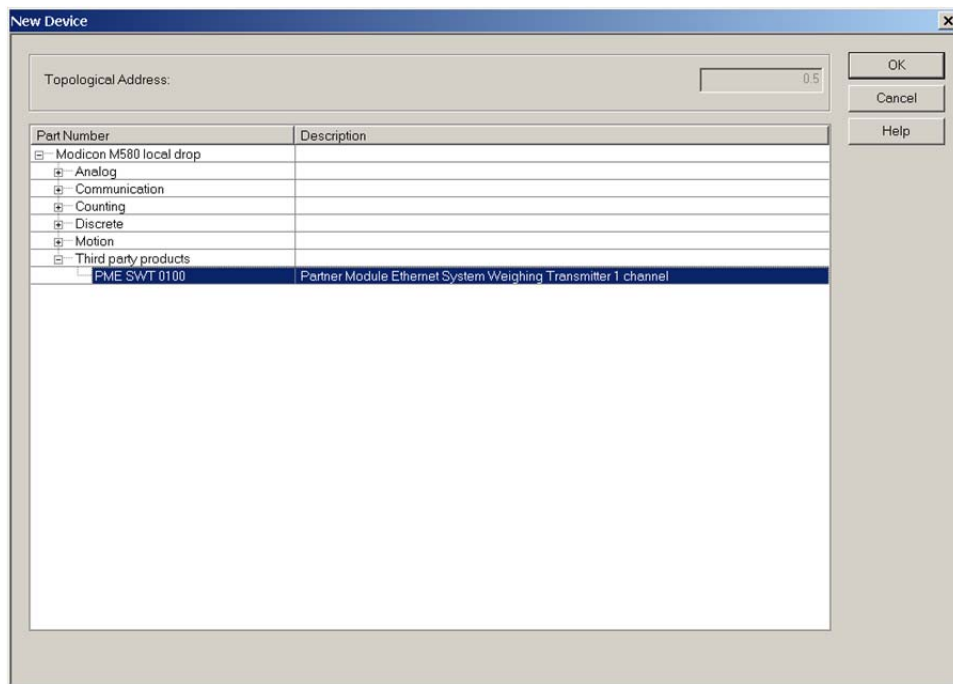 New Device
Topological Address: 0.5
OK
Cancel
Help
Part Number Description
Modicon M580 local drop
Analog
Communication
Counting
Discrete
Motion
Third party products
PME SWT 0100 Partner Module Ethernet System Weighing Transmitter 1 channel